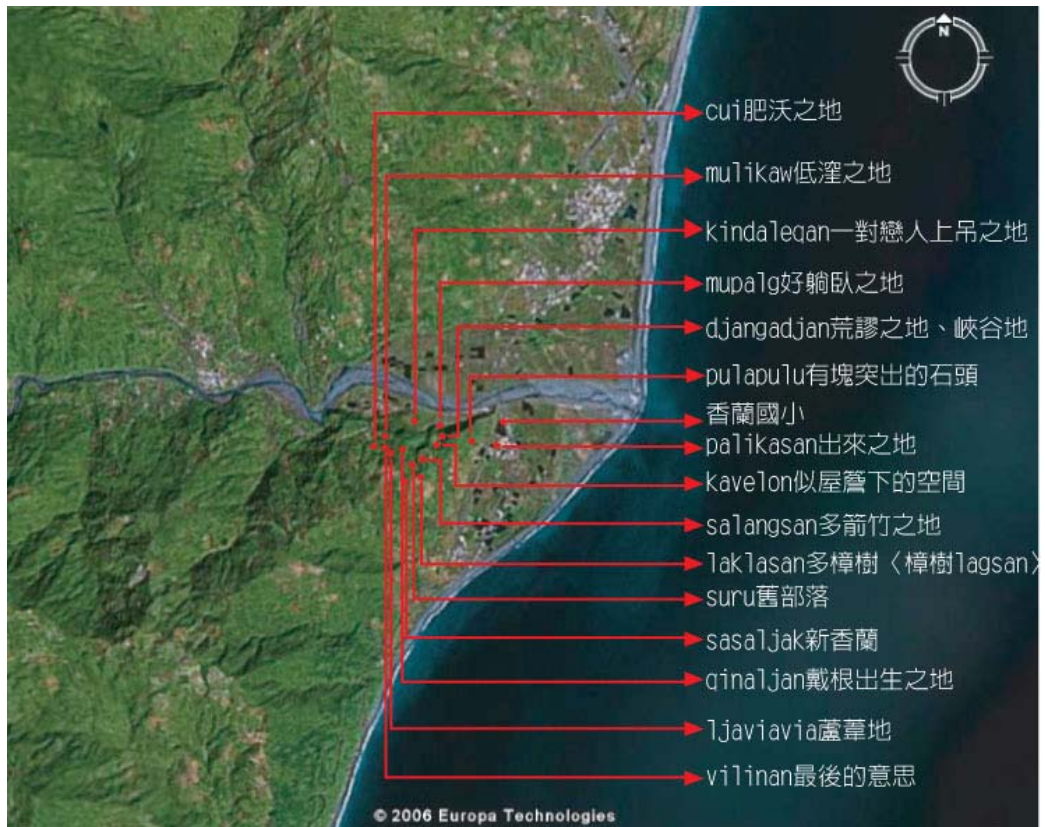 N
cui肥沃之地
mulikaw低漥之地
kindaleqan一對戀人上吊之地
mupalg好躺臥之地
djangadjan荒謬之地、峽谷地
pulapulu有塊突出的石頭
香蘭國小
palikasan出來之地
kavelon似屋簷下的空間
salangsan多箭竹之地
laklasan多樟樹〈樟樹lagsan〉
suru舊部落
sasaljak新香蘭
qinaljan戴根出生之地
ljaviavia蘆葦地
vilinan最後的意思
© 2006 Europa Technologies